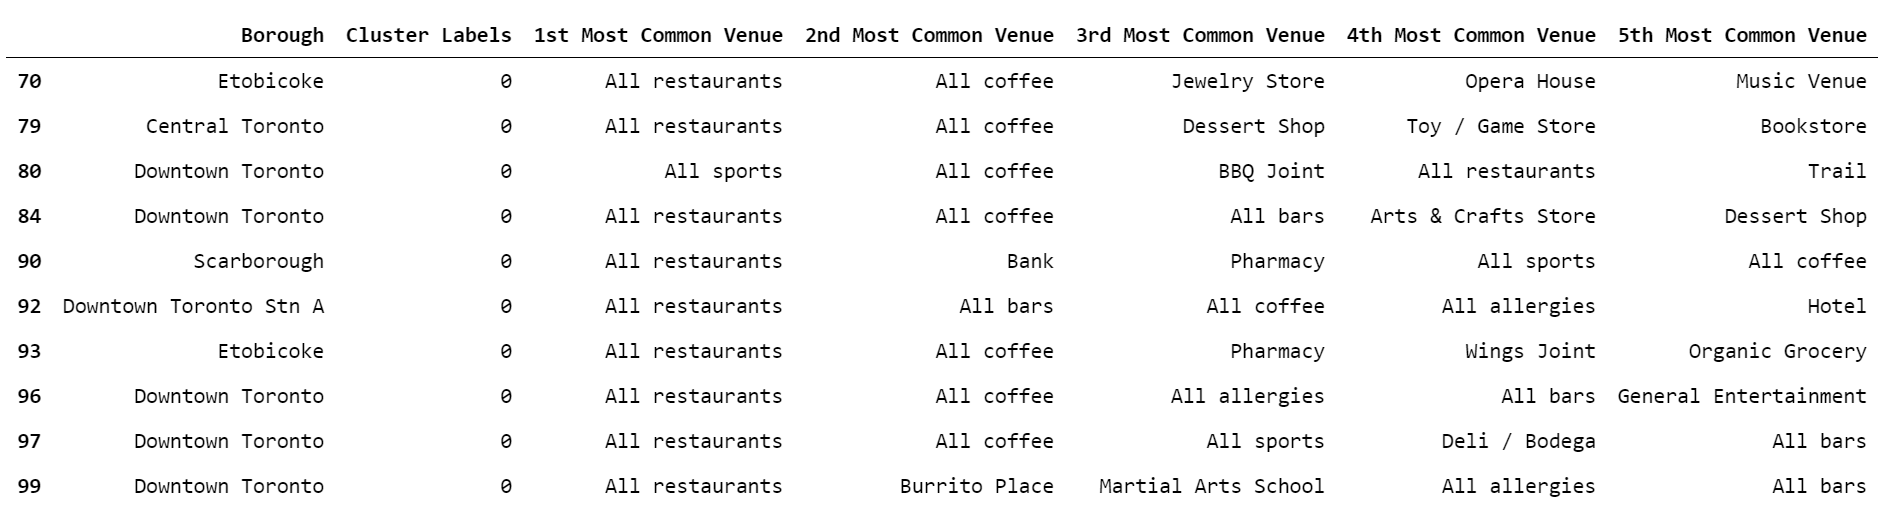 Borough Cluster Labels 1st Most Common Venue 2nd Most Common Venue 3rd Most Common Venue 4th Most Common Venue 5th Most Common Venue
70 Etobicoke 0 All restaurants All coffee Jewelry Store Opera House Music Venue
79 Central Toronto 0 All restaurants All coffee Dessert Shop Toy / Game Store Bookstore
80 Downtown Toronto 0 All sports All coffee BBQ Joint All restaurants Trail
84 Downtown Toronto 0 All restaurants All coffee All bars Arts & Crafts Store Dessert Shop
90 Scarborough 0 All restaurants Bank Pharmacy All sports All coffee
92 Downtown Toronto Stn A 0 All restaurants All bars All coffee All allergies Hotel
93 Etobicoke 0 All restaurants All coffee Pharmacy Wings Joint Organic Grocery
96 Downtown Toronto 0 All restaurants All coffee All allergies All bars General Entertainment
97 Downtown Toronto 0 All restaurants All coffee All sports Deli / Bodega All bars
99 Downtown Toronto 0 All restaurants Burrito Place Martial Arts School All allergies All bars